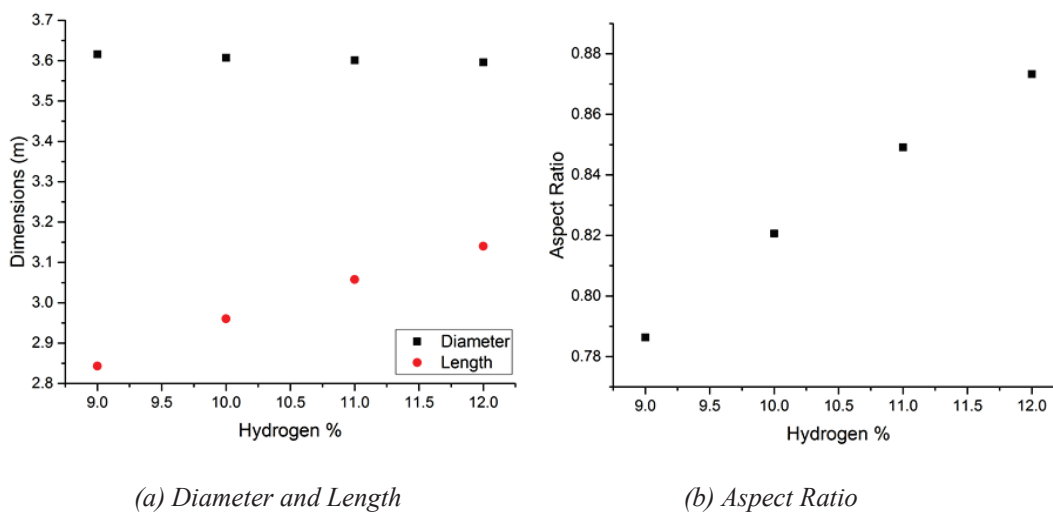 3.7
3.6
3.5
3.4
3.3
3.2
3.1
3.0
2.9
2.8
Dimensions (m)
9.0 9.5 10.0 10.5 11.0 11.5 12.0
Hydrogen %
Diameter
Length
(a) Diameter and Length
0.88
0.86
0.84
0.82
0.80
0.78
Aspect Ratio
9.0 9.5 10.0 10.5 11.0 11.5 12.0
Hydrogen %
(b) Aspect Ratio